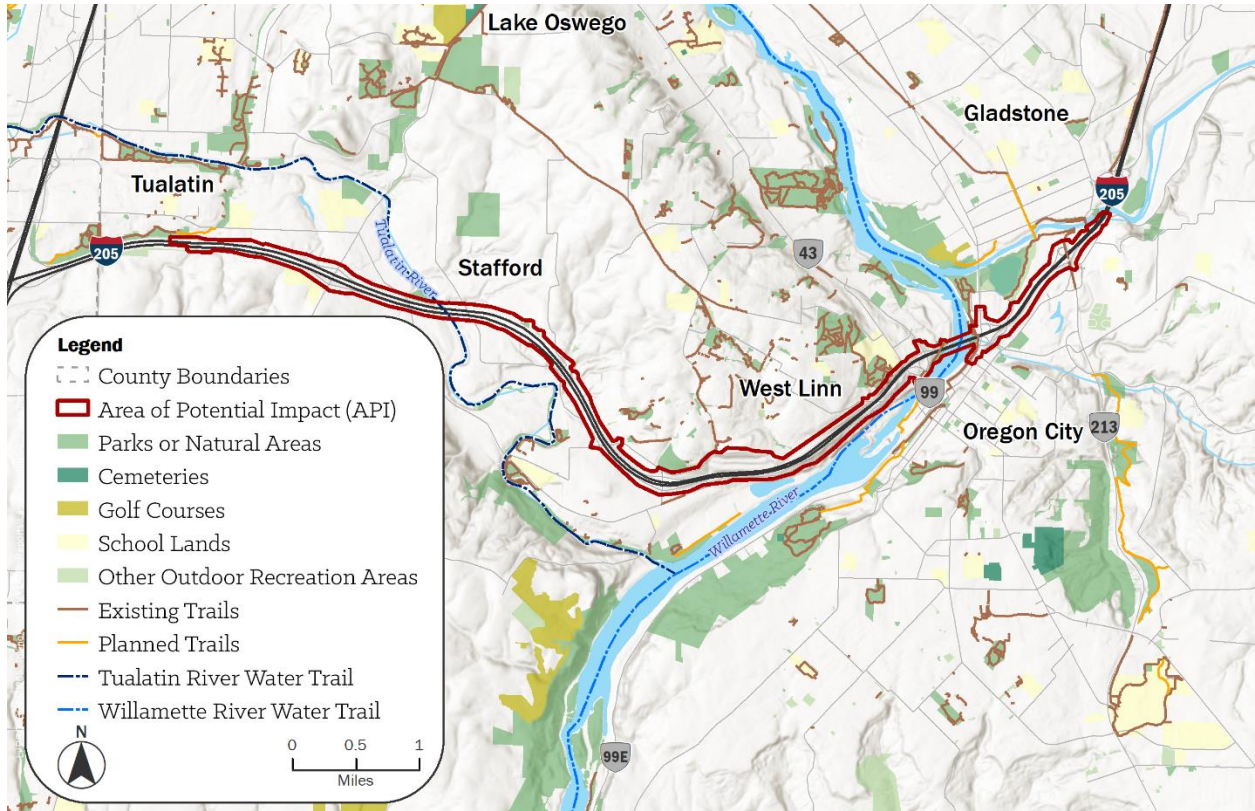 Lake Oswego
Gladstone
Tualatin
205
205
Tualatin River
Stafford
43
West Linn
99
Oregon City
213
Willamette River
99E
Legend
County Boundaries
Area of Potential Impact (API)
Parks or Natural Areas
Cemeteries
Golf Courses
School Lands
Other Outdoor Recreation Areas
Existing Trails
Planned Trails
Tualatin River Water Trail
Willamette River Water Trail
N
0 0.5 1
Miles